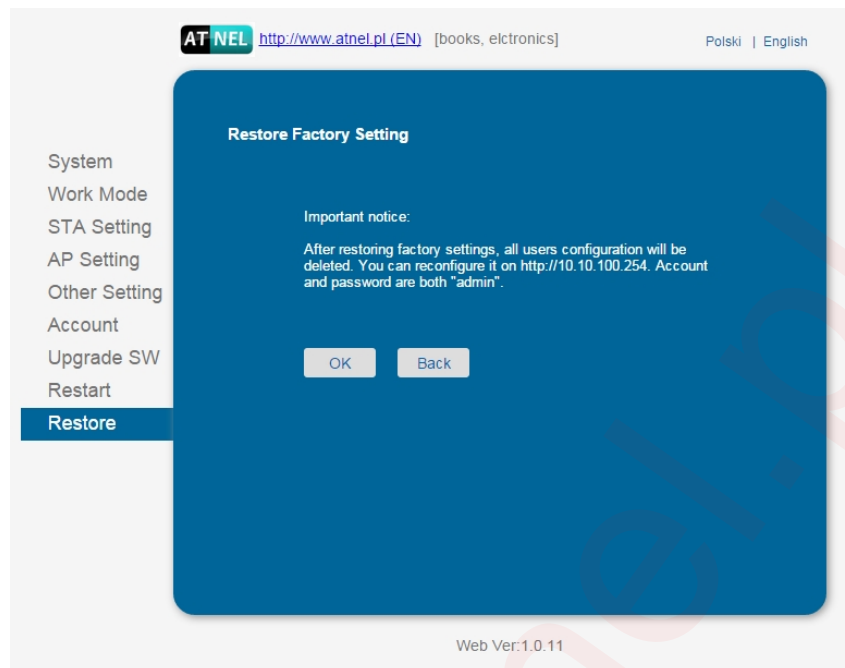 AT NEL http://www.atnel.pl (EN) [books, elctronics] Polski | English
Restore Factory Setting
System
Work Mode
STA Setting
AP Setting
Other Setting
Account
Upgrade SW
Restart
Restore
Important notice:
After restoring factory settings, all users configuration will be
deleted. You can reconfigure it on http://10.10.100.254. Account
and password are both "admin".
OK Back
Web Ver:1.0.11